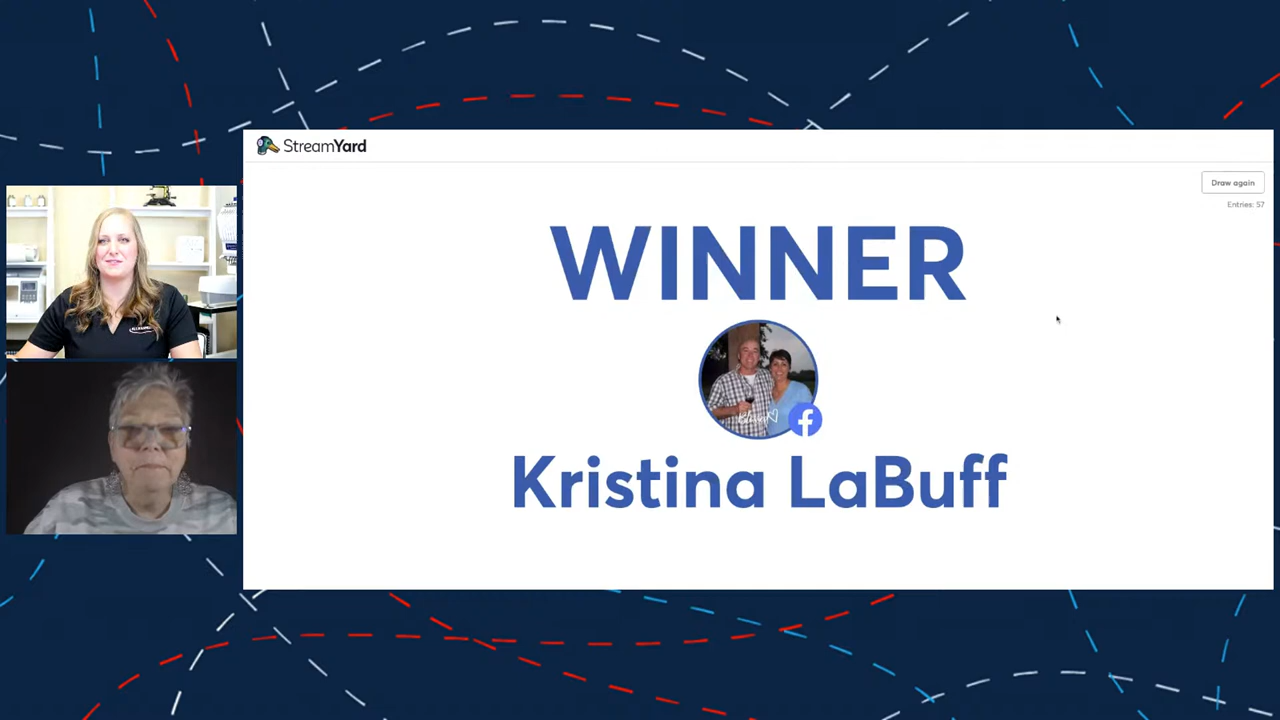 StreamYard
Draw again
Entries: 57
WINNER
Kristina LaBuff